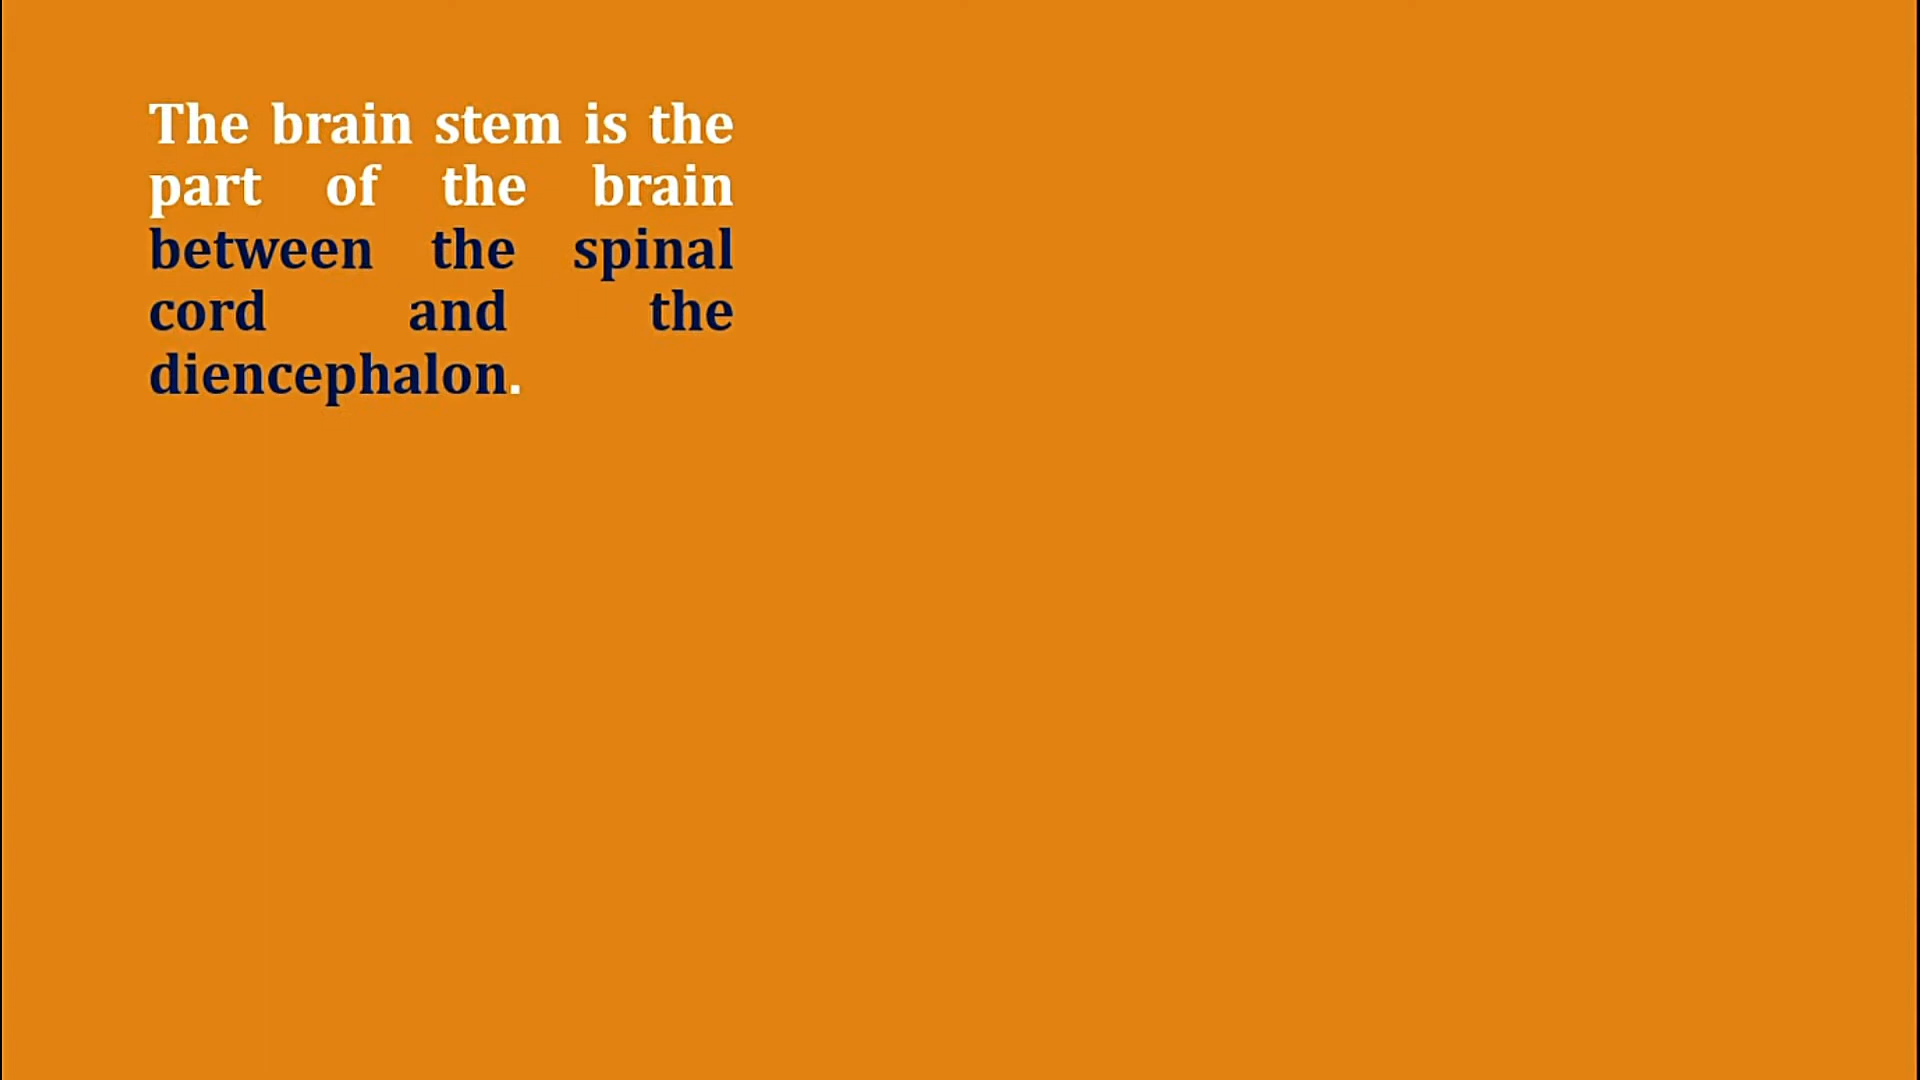 The brain stem is the
part of the brain
between the spinal
cord and the
diencephalon.